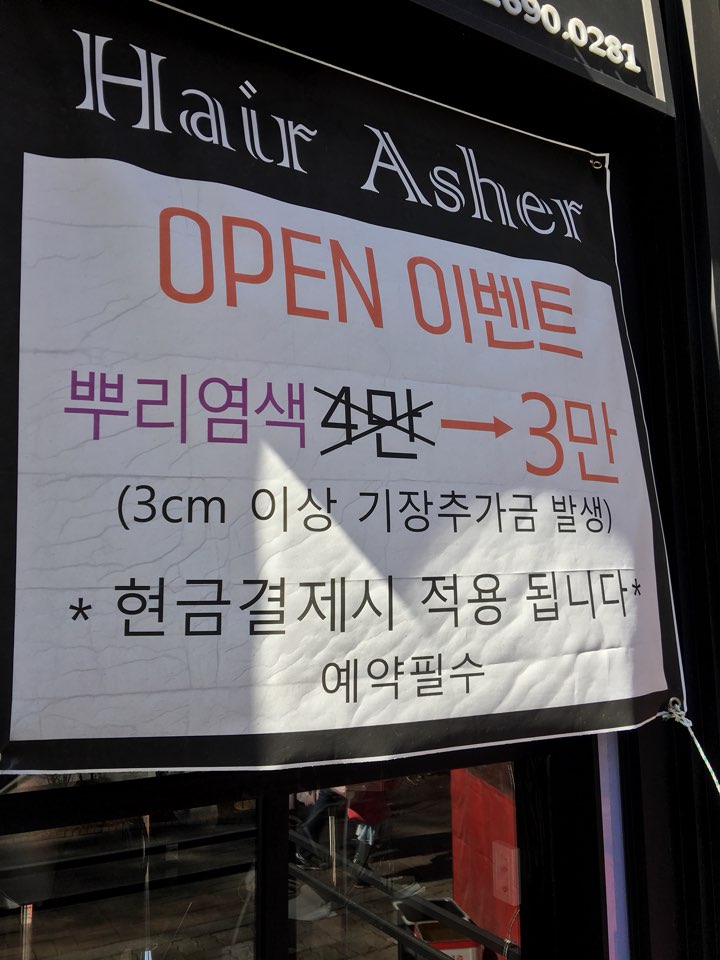 690.0281
Hair Asher
OPEN 이벤트
뿌리염색 4만 → 3만
(3cm 이상 기장추가금 발생)
* 현금결제시 적용 됩니다*
예약필수